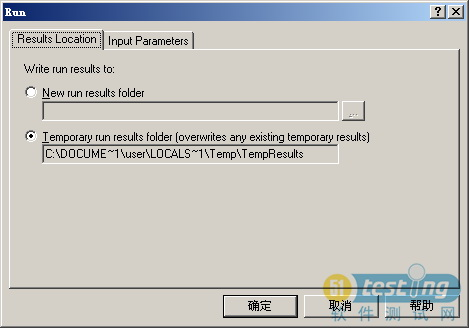 Run
Results Location
Input Parameters
Write run results to:
New run results folder
...
Temporary run results folder (overwrites any existing temporary results)
C:\DOCUME~1\user\LOCALS~1\Temp\TempResults
51testing
软件测试网
确定
取消
帮助